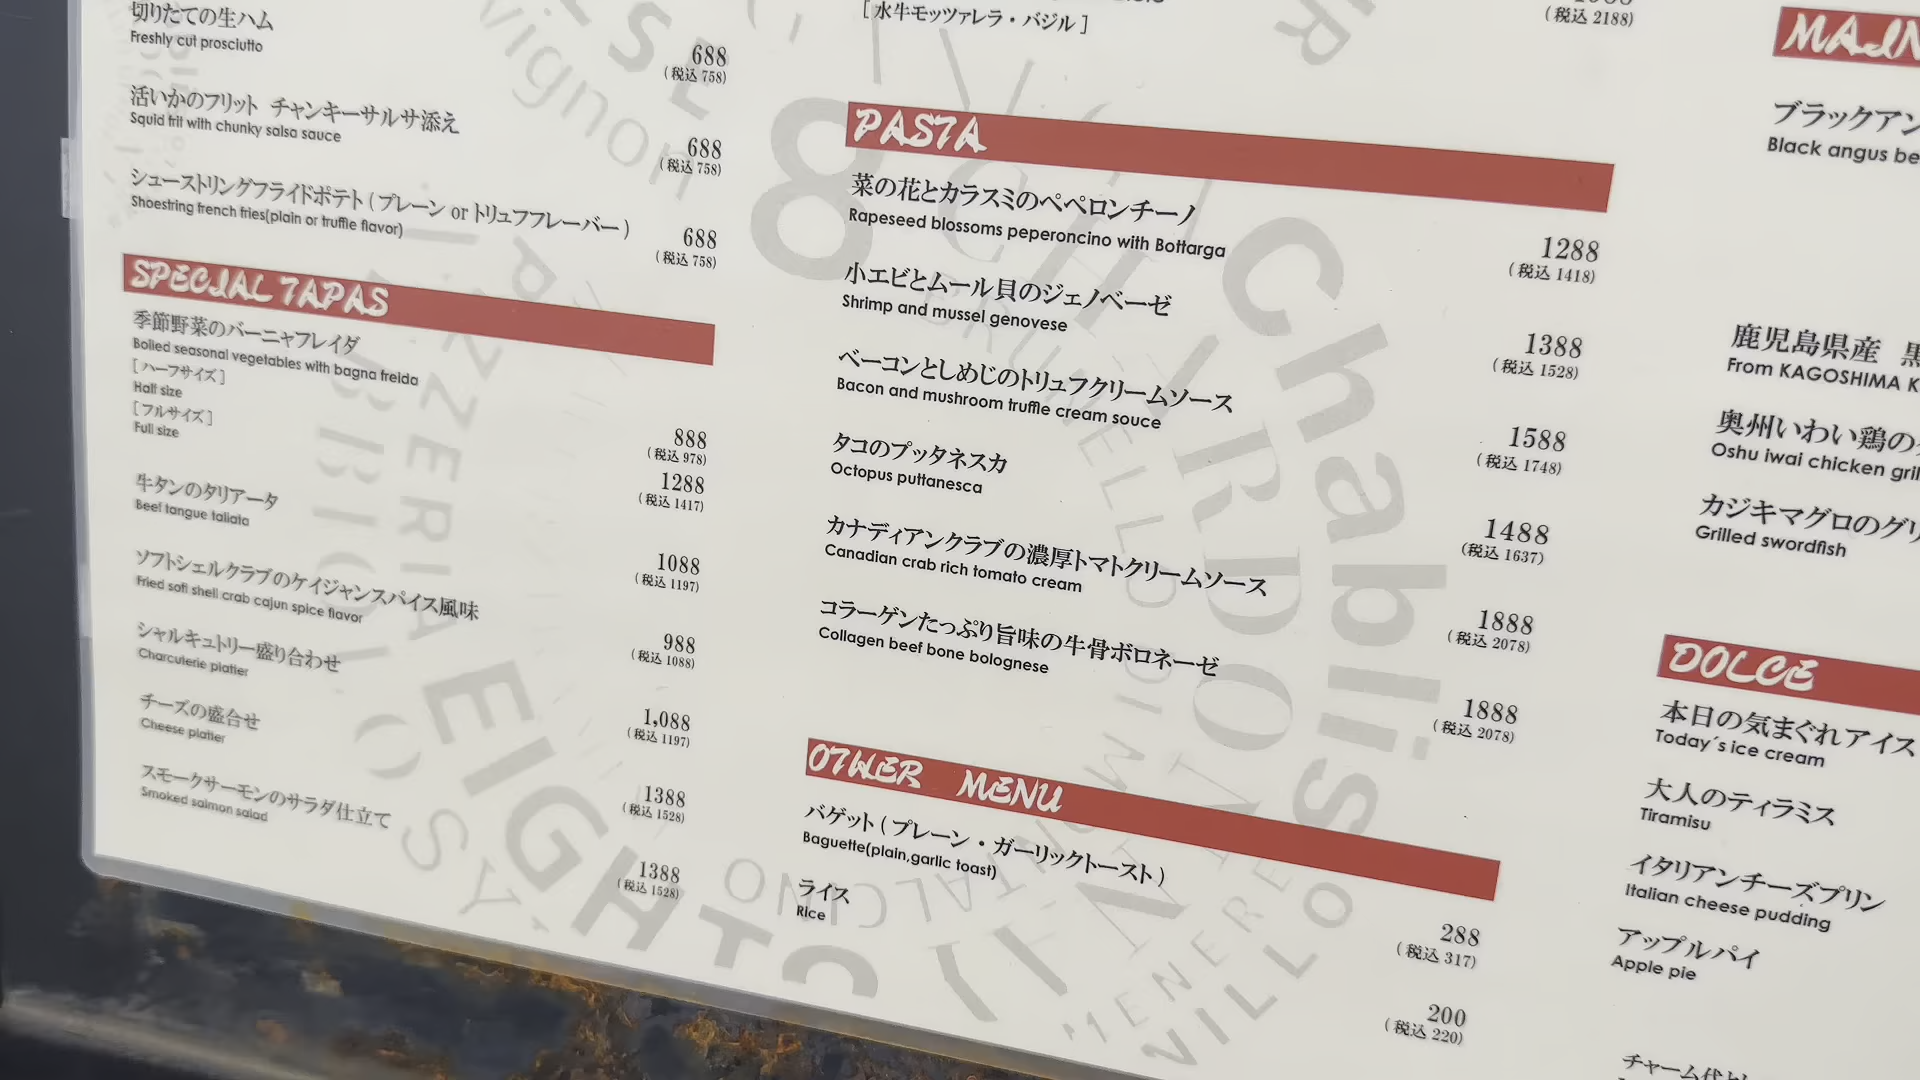 切りたての生ハム
Freshly cut prosciutto
688
(税込 758)
活いかのフリット チャンキーサルサ添え
Squid frit with chunky salsa sauce
688
(税込 758)
シューストリングフライドポテト(プレーン or トリュフフレーバー)
Shoestring french fries(plain or truffle flavor)
688
(税込 758)
SPECIAL TAPAS
季節野菜のバーニャフレイダ
Boiled seasonal vegetables with bagna freida
[ハーフサイズ]
Half size
[フルサイズ]
Full size
888
(税込 978)
1288
(税込 1417)
牛タンのタリアータ
Beef tongue taliata
1088
(税込 1197)
ソフトシェルクラブのケイジャンスパイス風味
Fried soft shell crab cajun spice flavor
988
(税込 1088)
シャルキュトリー盛り合わせ
Charcuterie platter
1,088
(税込 1197)
チーズの盛合せ
Cheese platter
1388
(税込 1528)
スモークサーモンのサラダ仕立て
Smoked salmon salad
1388
(税込 1528)
[水牛モッツァレラ・バジル]
(税込 2188)
PASTA
菜の花とカラスミのペペロンチーノ
Rapeseed blossoms peperoncino with Bottarga
1288
(税込 1418)
小エビとムール貝のジェノベーゼ
Shrimp and mussel genovese
1388
(税込 1528)
ベーコンとしめじのトリュフクリームソース
Bacon and mushroom truffle cream souce
1588
(税込 1748)
タコのプッタネスカ
Octopus puttanesca
1488
(税込 1637)
カナディアンクラブの濃厚トマトクリームソース
Canadian crab rich tomato cream
1888
(税込 2078)
コラーゲンたっぷり旨味の牛骨ボロネーゼ
Collagen beef bone bolognese
1888
(税込 2078)
OTHER MENU
バゲット(プレーン・ガーリックトースト)
Baguette(plain,garlic toast)
288
(税込 317)
ライス
Rice
200
(税込 220)
MAIN
ブラックアン
Black angus be
鹿児島県産 黒
From KAGOSHIMA K
奥州いわい鶏の
Oshu iwai chicken gril
カジキマグロのグリ
Grilled swordfish
DOLCE
本日の気まぐれアイス
Today's ice cream
大人のティラミス
Tiramisu
イタリアンチーズプリン
Italian cheese pudding
アップルパイ
Apple pie
チャーム代と
vignon
8
Chablis
PIZZERIA
EIGHT